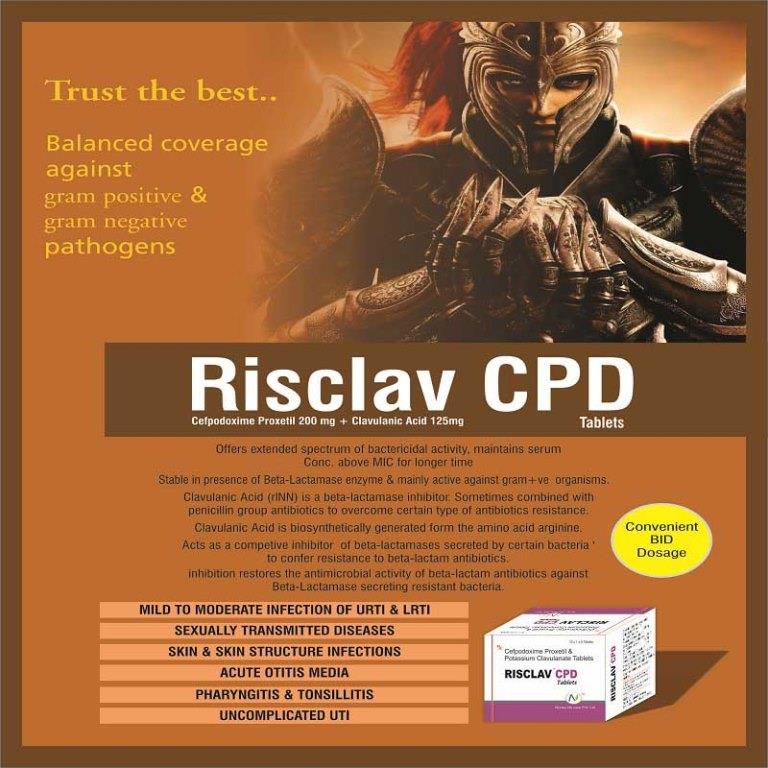 Trust the best..
Balanced coverage
against
gram positive &
gram negative
pathogens
Risclav CPD
Cefpodoxime Proxetil 200 mg + Clavulanic Acid 125mg
Tablets
Offers extended spectrum of bactericidal activity, maintains serum
Conc. above MIC for longer time
Stable in presence of Beta-Lactamase enzyme & mainly active against gram+ve organisms.
Clavulanic Acid (rINN) is a beta-lactamase inhibitor. Sometimes combined with
penicillin group antibiotics to overcome certain type of antibiotics resistance.
Clavulanic Acid is biosynthetically generated form the amino acid arginine.
Acts as a competive inhibitor of beta-lactamases secreted by certain bacteria '
to confer resistance to beta-lactam antibiotics.
inhibition restores the antimicrobial activity of beta-lactam antibiotics against
Beta-Lactamase secreting resistant bacteria.
Convenient
BID
Dosage
MILD TO MODERATE INFECTION OF URTI & LRTI
SEXUALLY TRANSMITTED DISEASES
SKIN & SKIN STRUCTURE INFECTIONS
ACUTE OTITIS MEDIA
PHARYNGITIS & TONSILLITIS
UNCOMPLICATED UTI
RISCLAV CPD
Cefpodoxime Proxetil &
Potassium Clavulanate Tablets
RISCLAV CPD
Tablets
RISCLAV CPD